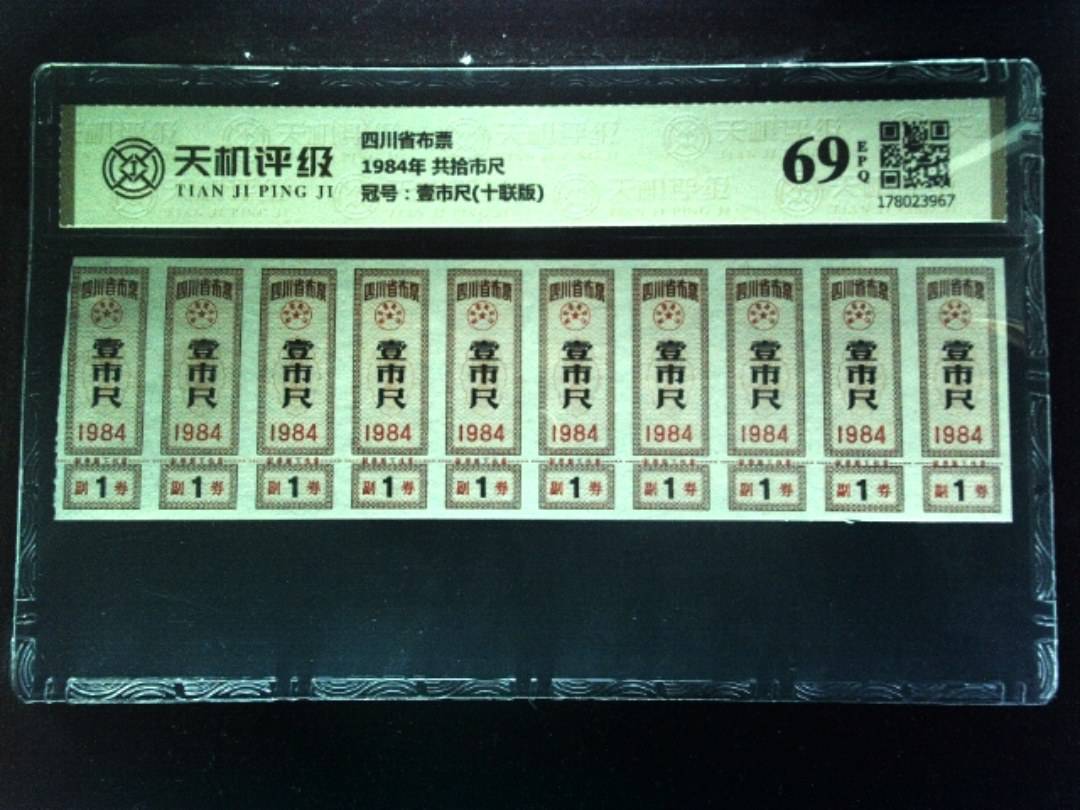 天机评级
TIAN JI PING JI
四川省布票
1984年 共拾市尺
冠号：壹市尺(十联版)
69
EPQ
178023967
四川省布票 四川省布票 四川省布票 四川省布票 四川省布票 四川省布票 四川省布票 四川省布票 四川省布票 四川省布票
壹市尺 壹市尺 壹市尺 壹市尺 壹市尺 壹市尺 壹市尺 壹市尺 壹市尺 壹市尺
1984 1984 1984 1984 1984 1984 1984 1984 1984 1984
副1券 副1券 副1券 副1券 副1券 副1券 副1券 副1券 副1券 副1券